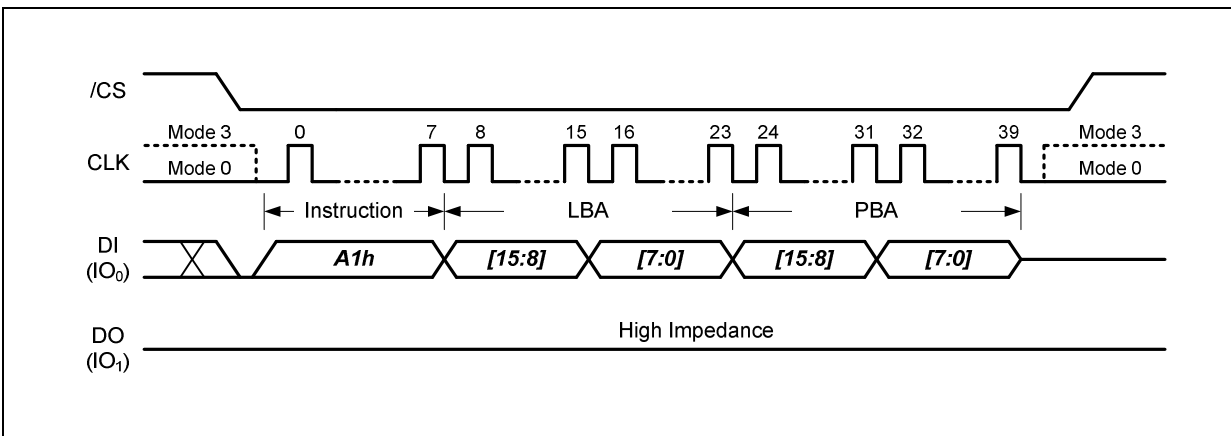 /CS
Mode 3 0 7 8 15 16 23 24 31 32 39 Mode 3
CLK Mode 0 Mode 0
Instruction LBA PBA
DI
(IO₀)
A1h [15:8] [7:0] [15:8] [7:0]
High Impedance
DO
(IO₁)